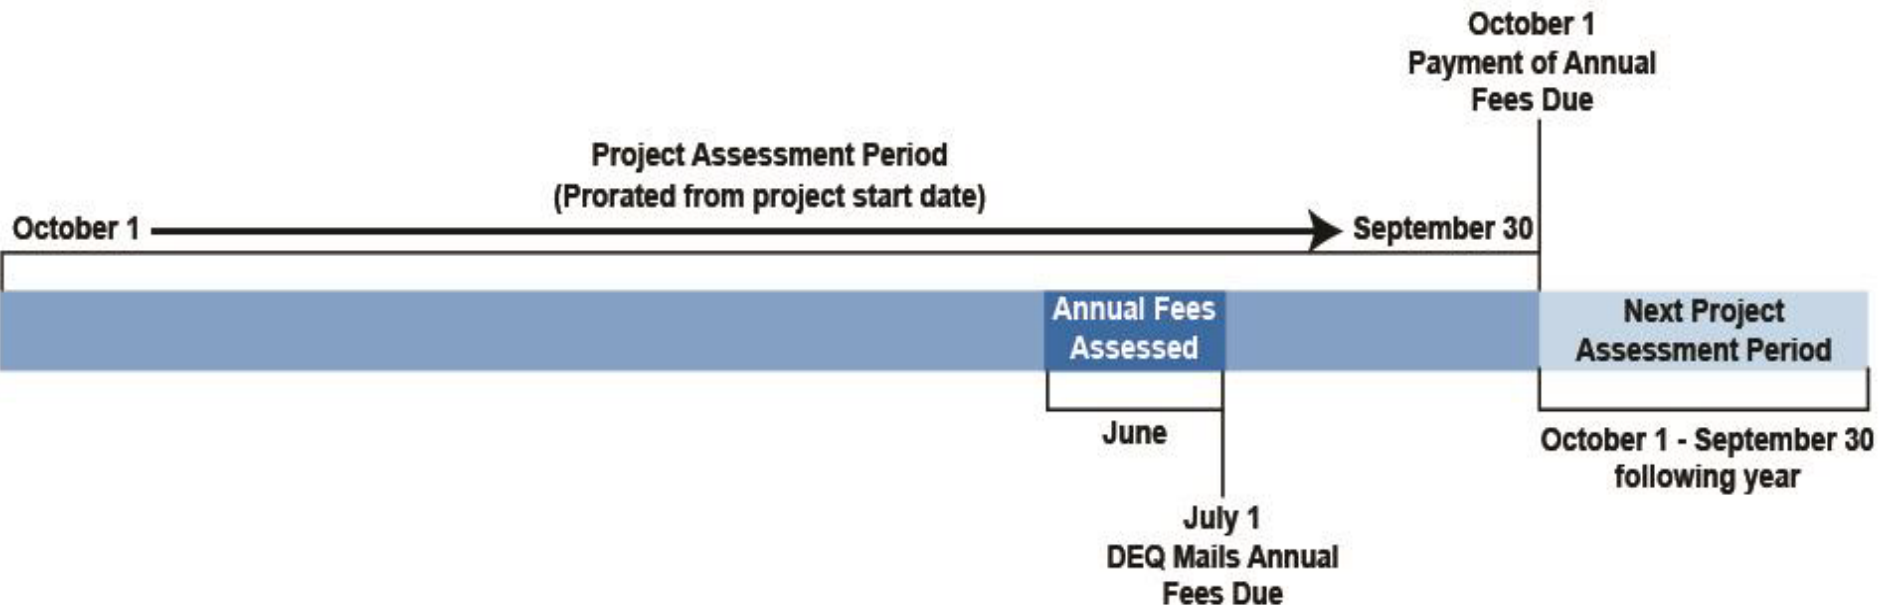 October 1
Payment of Annual
Fees Due
Project Assessment Period
(Prorated from project start date)
October 1
September 30
Annual Fees
Assessed
Next Project
Assessment Period
June
October 1 - September 30
following year
July 1
DEQ Mails Annual
Fees Due